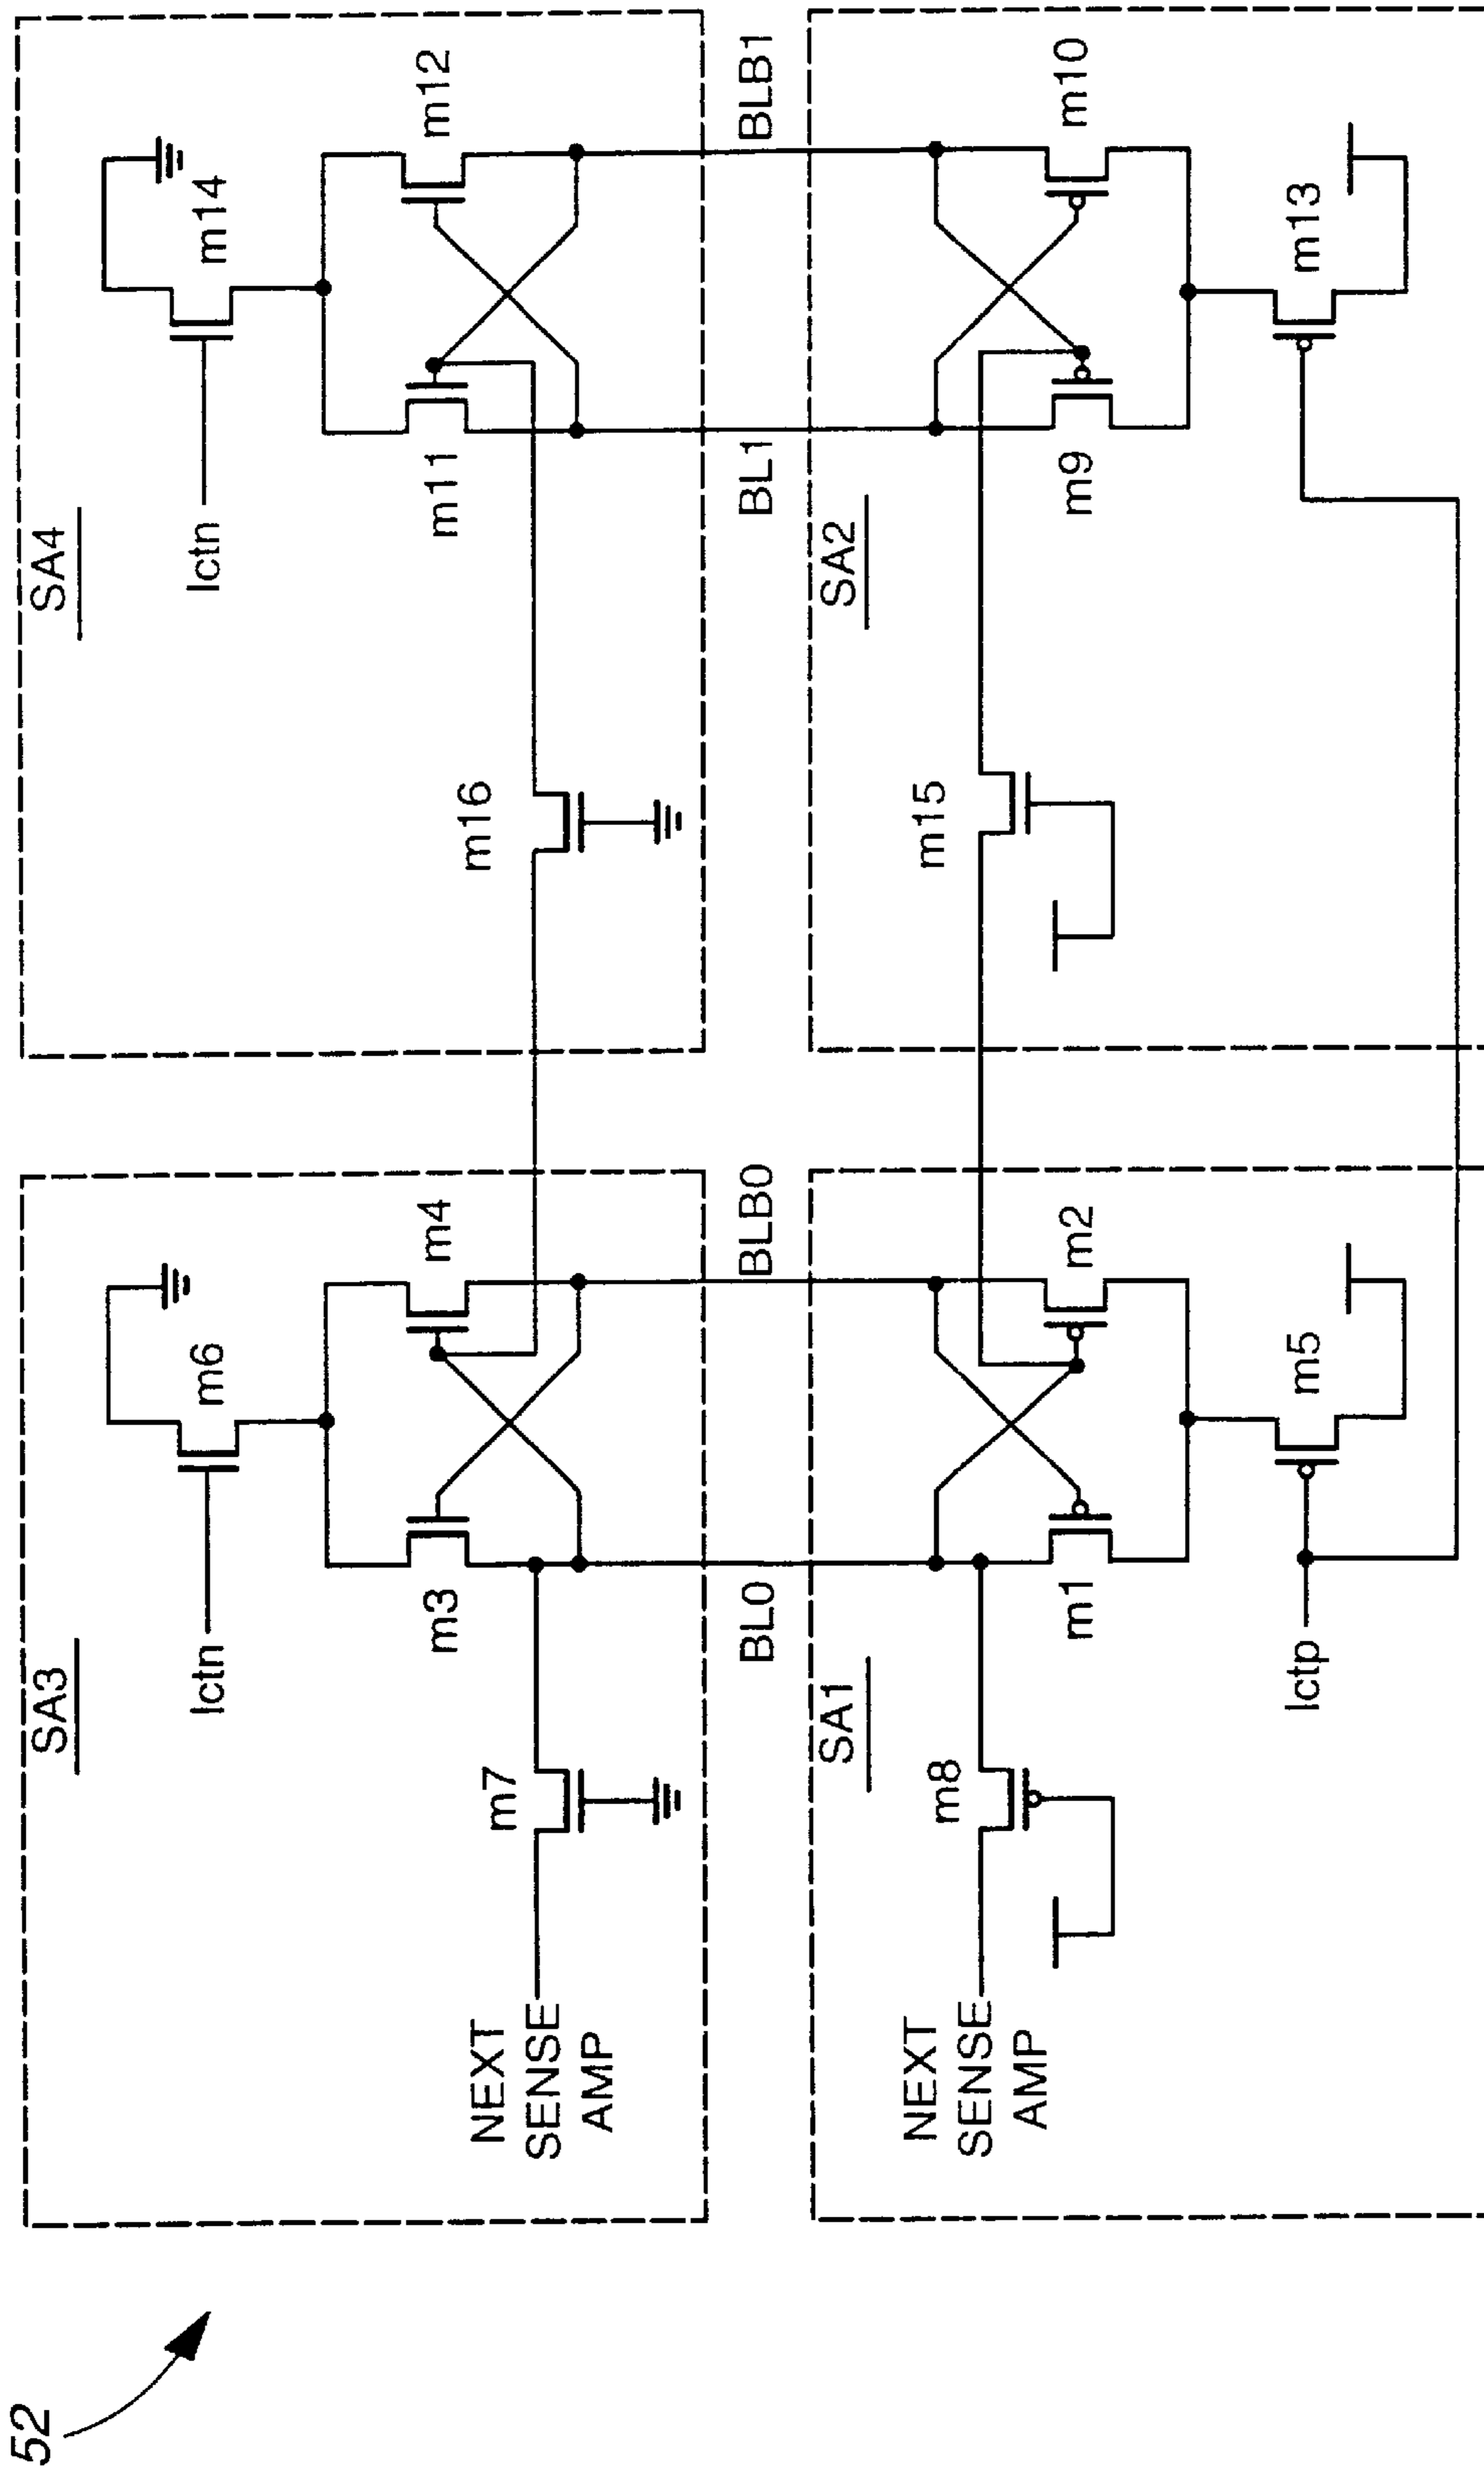 52
SA3
lctn
m6
m3
m4
m7
NEXT
SENSE
AMP
SA4
lctn
m14
m11
m12
m16
BL0
BLB0
BL1
BLB1
SA1
m8
NEXT
SENSE
AMP
m1
m2
lctp
m5
SA2
m15
m9
m10
m13